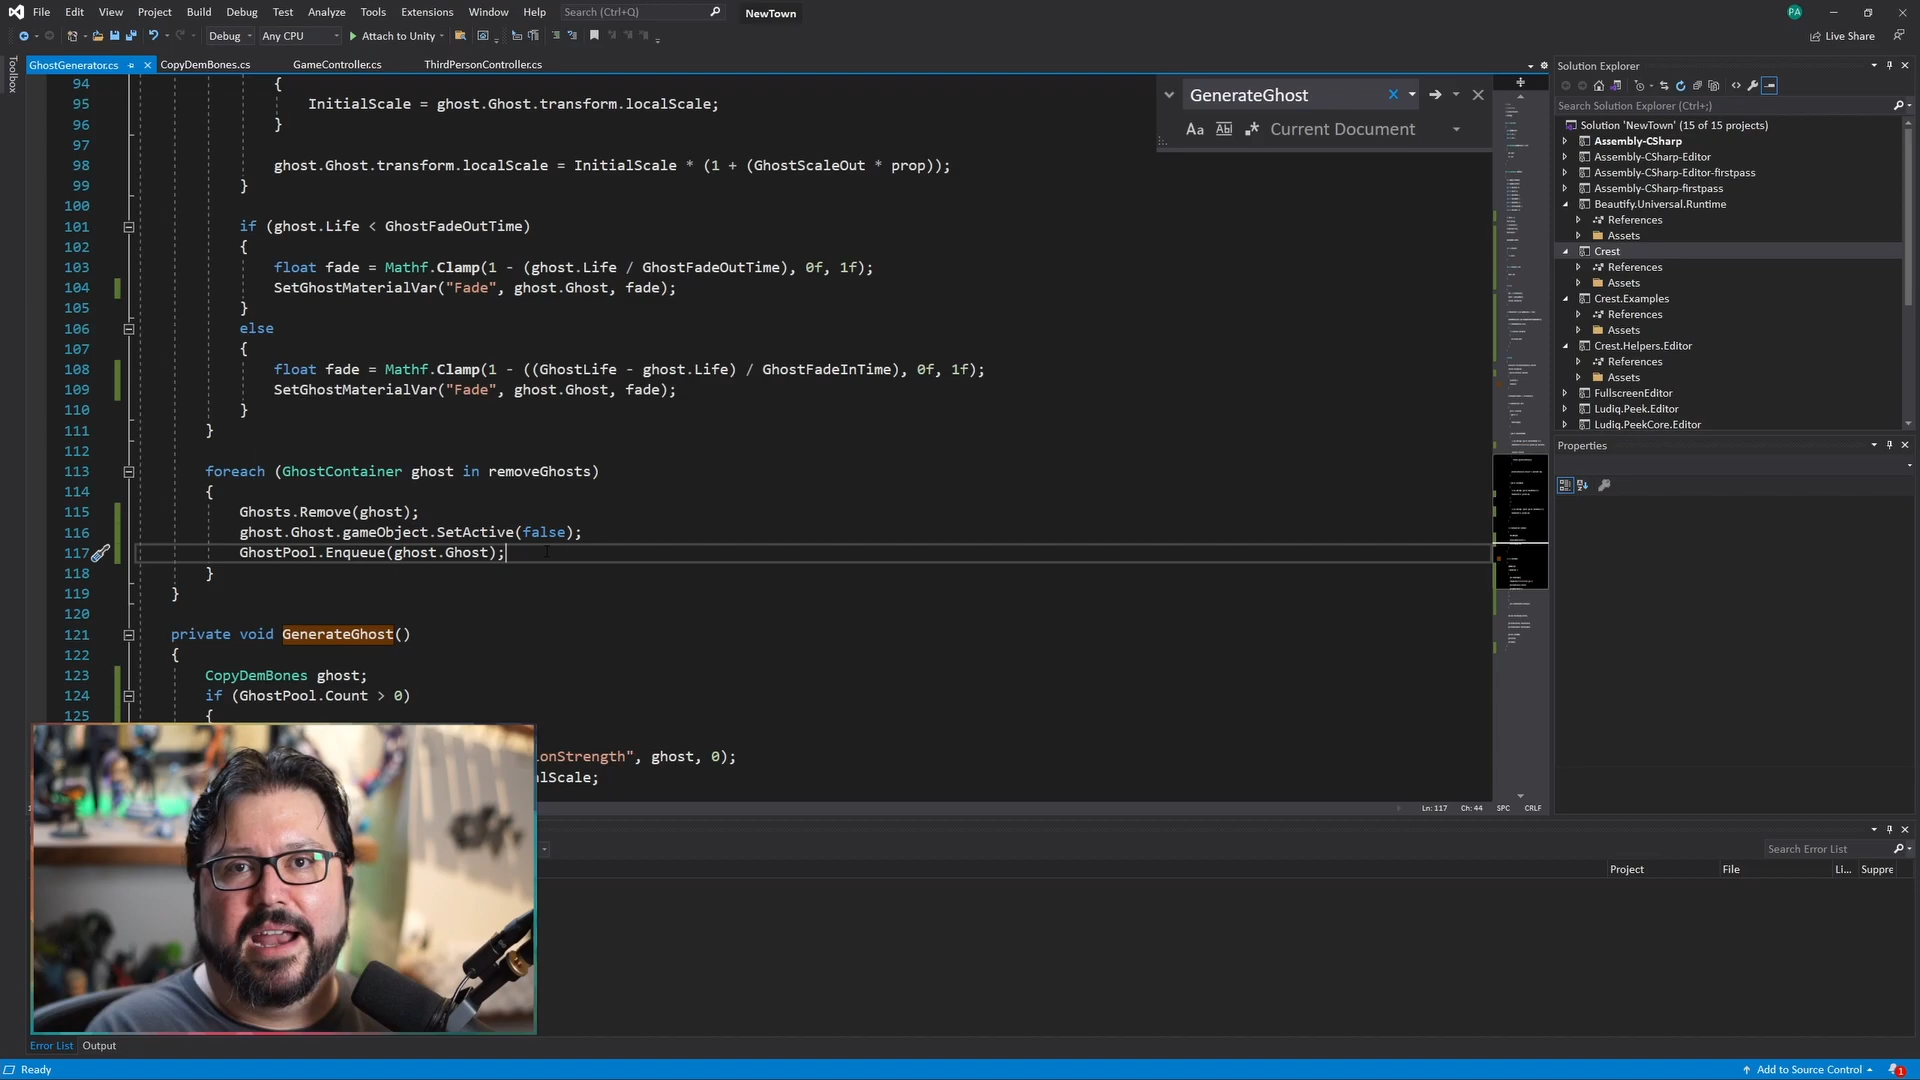 File Edit View Project Build Debug Test Analyze Tools Extensions Window Help Search (Ctrl+Q) NewTown PA
Debug Any CPU Attach to Unity Live Share
Toolbox
GhostGenerator.cs CopyDemBones.cs GameController.cs ThirdPersonController.cs
GenerateGhost
Aa Ab Current Document
94 {
95 InitialScale = ghost.Ghost.transform.localScale;
96 }
97
98 ghost.Ghost.transform.localScale = InitialScale * (1 + (GhostScaleOut * prop));
99 }
100
101 if (ghost.Life < GhostFadeOutTime)
102 {
103 float fade = Mathf.Clamp(1 - (ghost.Life / GhostFadeOutTime), 0f, 1f);
104 SetGhostMaterialVar("Fade", ghost.Ghost, fade);
105 }
106 else
107 {
108 float fade = Mathf.Clamp(1 - ((GhostLife - ghost.Life) / GhostFadeInTime), 0f, 1f);
109 SetGhostMaterialVar("Fade", ghost.Ghost, fade);
110 }
111 }
112
113 foreach (GhostContainer ghost in removeGhosts)
114 {
115 Ghosts.Remove(ghost);
116 ghost.Ghost.gameObject.SetActive(false);
117 GhostPool.Enqueue(ghost.Ghost);
118 }
119 }
120
121 private void GenerateGhost()
122 {
123 CopyDemBones ghost;
124 if (GhostPool.Count > 0)
125 {
ionStrength", ghost, 0);
alScale;
Ln: 117 Ch: 44 SPC CRLF
Solution Explorer
Search Solution Explorer (Ctrl+;)
Solution 'NewTown' (15 of 15 projects)
Assembly-CSharp
Assembly-CSharp-Editor
Assembly-CSharp-Editor-firstpass
Assembly-CSharp-firstpass
Beautify.Universal.Runtime
References
Assets
Crest
References
Assets
Crest.Examples
References
Assets
Crest.Helpers.Editor
References
Assets
FullscreenEditor
Ludiq.Peek.Editor
Ludiq.PeekCore.Editor
Properties
Search Error List
Project File Li... Suppre
Error List Output
Ready Add to Source Control 1